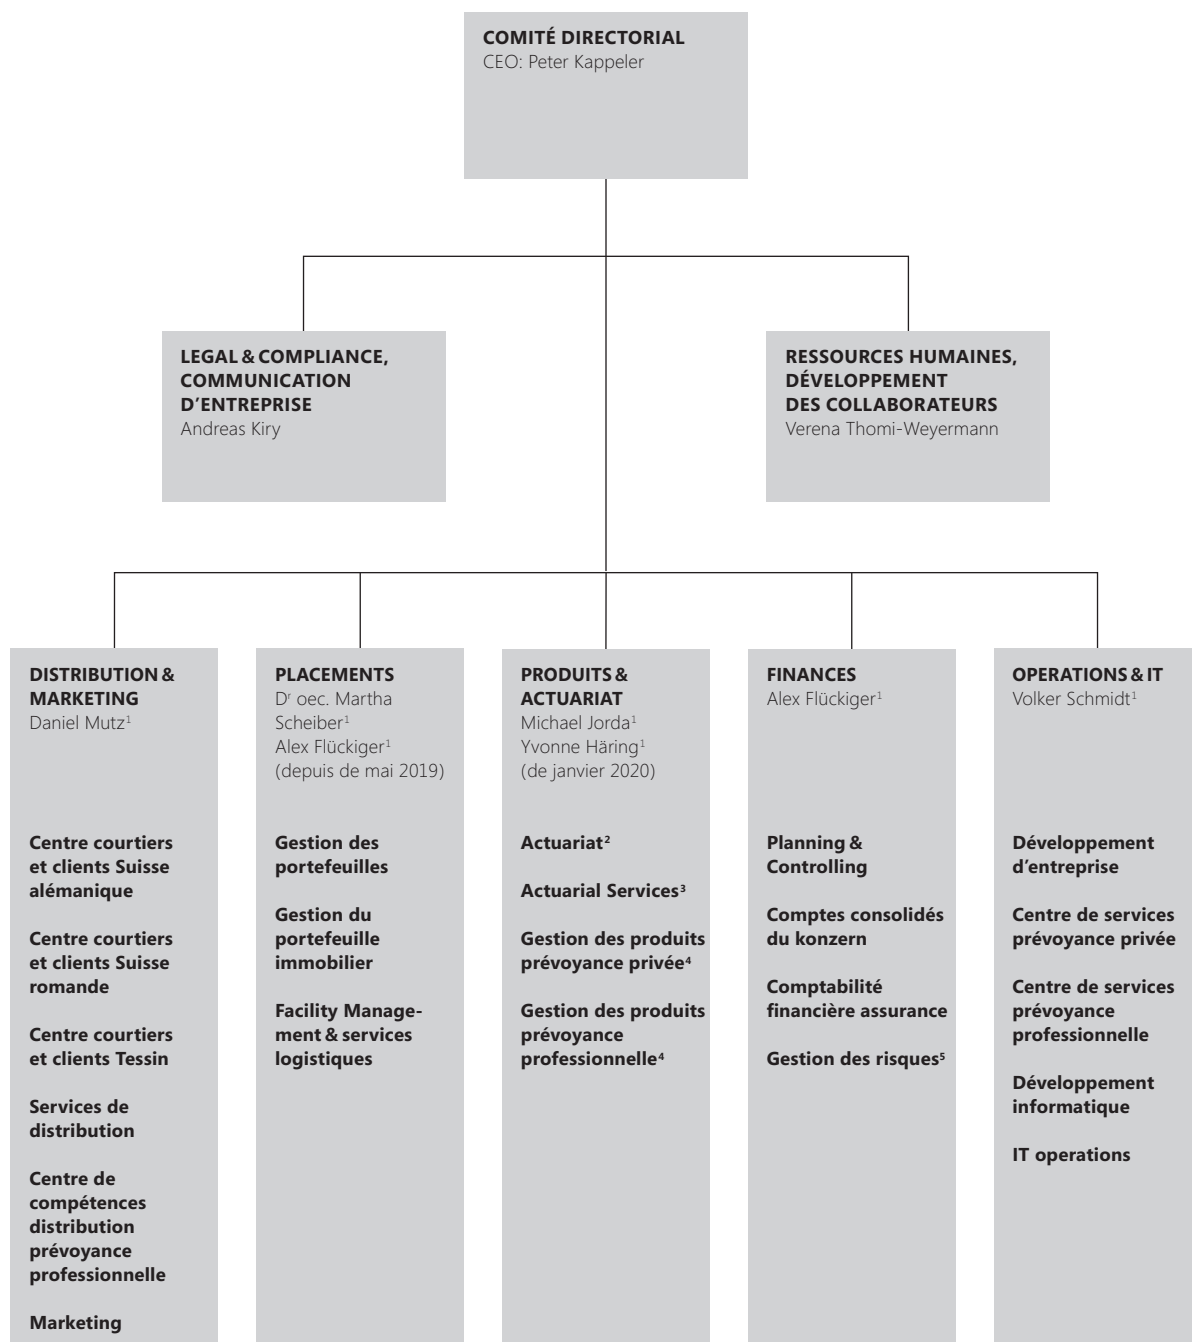 COMITÉ DIRECTORIAL
CEO: Peter Kappeler
LEGAL & COMPLIANCE,
COMMUNICATION
D'ENTREPRISE
Andreas Kiry
RESSOURCES HUMAINES,
DÉVELOPPEMENT
DES COLLABORATEURS
Verena Thomi-Weyermann
DISTRIBUTION &
MARKETING
Daniel Mutz¹
Centre courtiers
et clients Suisse
alémanique
Centre courtiers
et clients Suisse
romande
Centre courtiers
et clients Tessin
Services de
distribution
Centre de
compétences
distribution
prévoyance
professionnelle
Marketing
PLACEMENTS
Dʳ oec. Martha
Scheiber¹
Alex Flückiger¹
(depuis de mai 2019)
Gestion des
portefeuilles
Gestion du
portefeuille
immobilier
Facility Manage-
ment & services
logistiques
PRODUITS &
ACTUARIAT
Michael Jorda¹
Yvonne Häring¹
(de janvier 2020)
Actuariat²
Actuarial Services³
Gestion des produits
prévoyance privée⁴
Gestion des produits
prévoyance
professionnelle⁴
FINANCES
Alex Flückiger¹
Planning &
Controlling
Comptes consolidés
du konzern
Comptabilité
financière assurance
Gestion des risques⁵
OPERATIONS & IT
Volker Schmidt¹
Développement
d'entreprise
Centre de services
prévoyance privée
Centre de services
prévoyance
professionnelle
Développement
informatique
IT operations